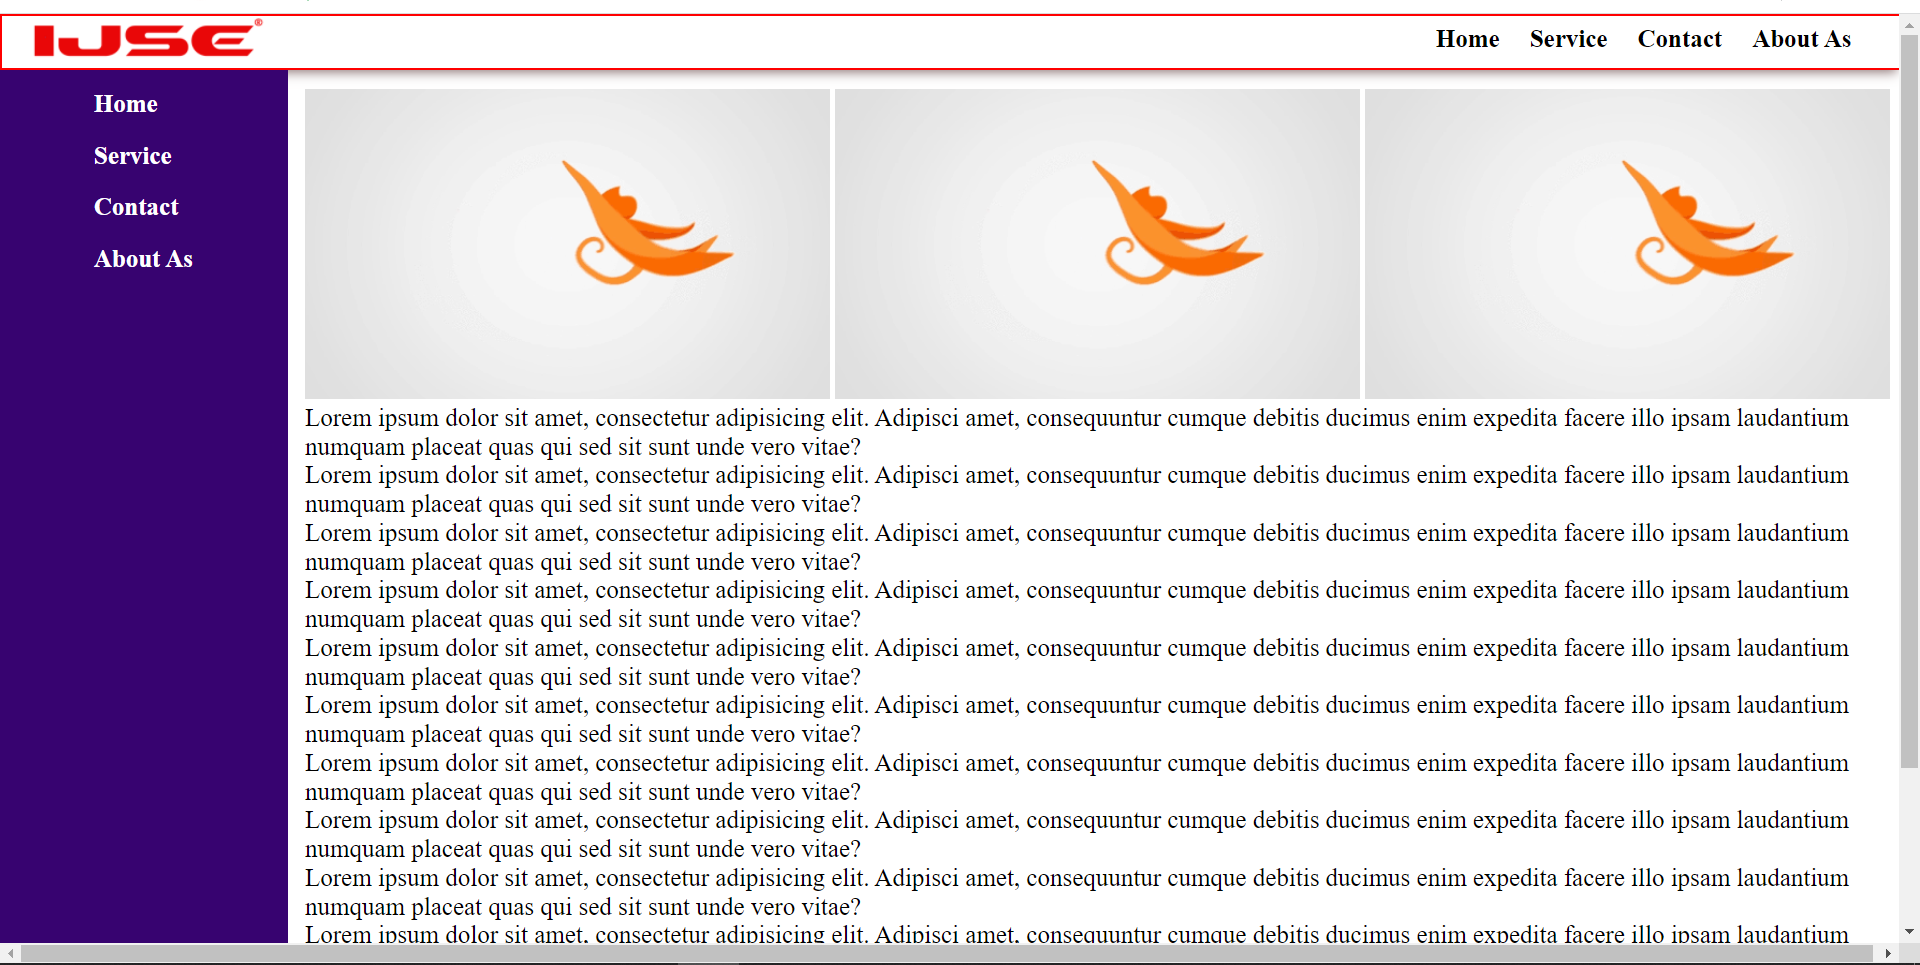 IJSE®
Home Service Contact About As
Home
Service
Contact
About As
Lorem ipsum dolor sit amet, consectetur adipisicing elit. Adipisci amet, consequuntur cumque debitis ducimus enim expedita facere illo ipsam laudantium
numquam placeat quas qui sed sit sunt unde vero vitae?
Lorem ipsum dolor sit amet, consectetur adipisicing elit. Adipisci amet, consequuntur cumque debitis ducimus enim expedita facere illo ipsam laudantium
numquam placeat quas qui sed sit sunt unde vero vitae?
Lorem ipsum dolor sit amet, consectetur adipisicing elit. Adipisci amet, consequuntur cumque debitis ducimus enim expedita facere illo ipsam laudantium
numquam placeat quas qui sed sit sunt unde vero vitae?
Lorem ipsum dolor sit amet, consectetur adipisicing elit. Adipisci amet, consequuntur cumque debitis ducimus enim expedita facere illo ipsam laudantium
numquam placeat quas qui sed sit sunt unde vero vitae?
Lorem ipsum dolor sit amet, consectetur adipisicing elit. Adipisci amet, consequuntur cumque debitis ducimus enim expedita facere illo ipsam laudantium
numquam placeat quas qui sed sit sunt unde vero vitae?
Lorem ipsum dolor sit amet, consectetur adipisicing elit. Adipisci amet, consequuntur cumque debitis ducimus enim expedita facere illo ipsam laudantium
numquam placeat quas qui sed sit sunt unde vero vitae?
Lorem ipsum dolor sit amet, consectetur adipisicing elit. Adipisci amet, consequuntur cumque debitis ducimus enim expedita facere illo ipsam laudantium
numquam placeat quas qui sed sit sunt unde vero vitae?
Lorem ipsum dolor sit amet, consectetur adipisicing elit. Adipisci amet, consequuntur cumque debitis ducimus enim expedita facere illo ipsam laudantium
numquam placeat quas qui sed sit sunt unde vero vitae?
Lorem ipsum dolor sit amet, consectetur adipisicing elit. Adipisci amet, consequuntur cumque debitis ducimus enim expedita facere illo ipsam laudantium
numquam placeat quas qui sed sit sunt unde vero vitae?
Lorem ipsum dolor sit amet, consectetur adipisicing elit. Adipisci amet, consequuntur cumque debitis ducimus enim expedita facere illo ipsam laudantium